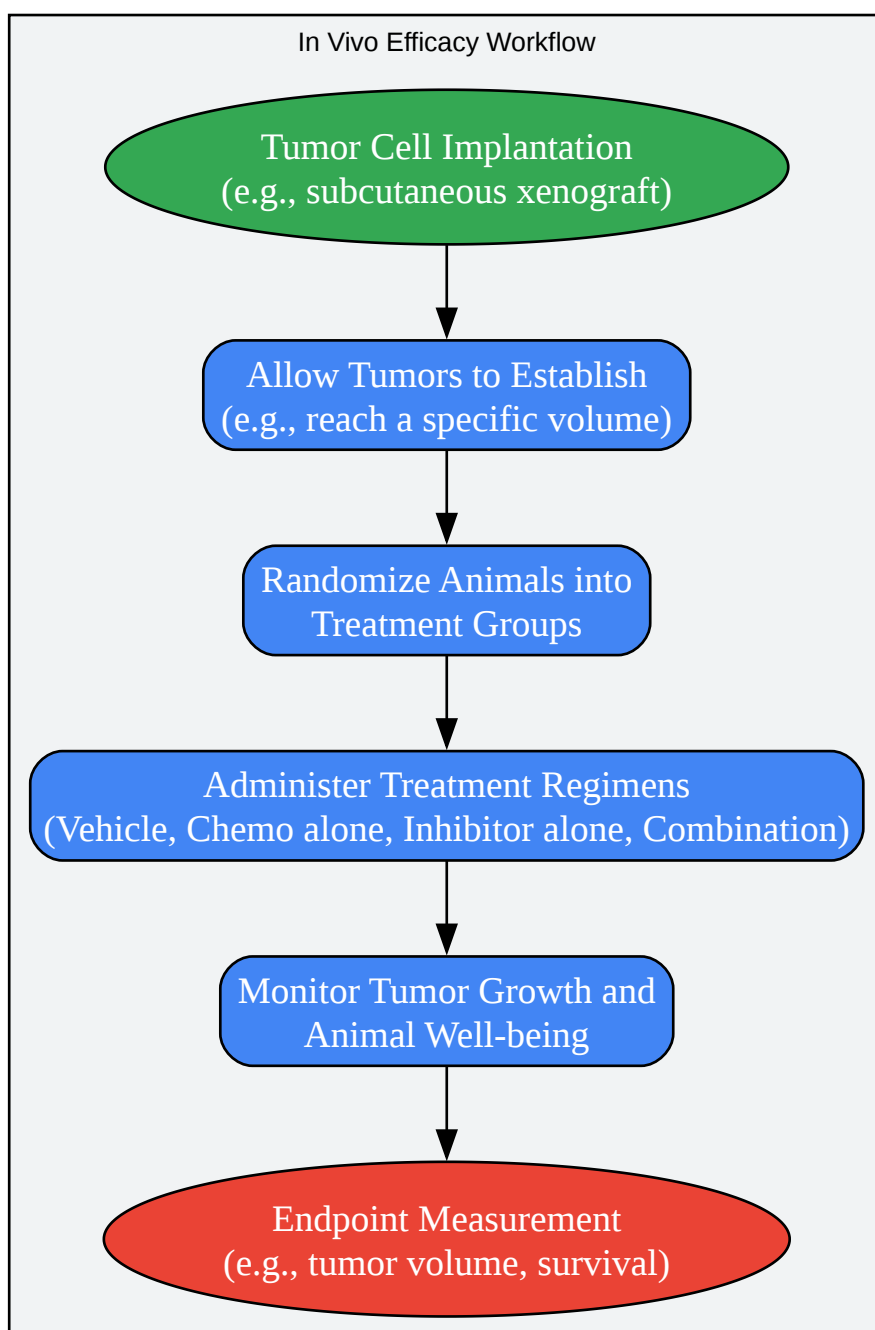 In Vivo Efficacy Workflow
Tumor Cell Implantation
(e.g., subcutaneous xenograft)
Allow Tumors to Establish
(e.g., reach a specific volume)
Randomize Animals into
Treatment Groups
Administer Treatment Regimens
(Vehicle, Chemo alone, Inhibitor alone, Combination)
Monitor Tumor Growth and
Animal Well-being
Endpoint Measurement
(e.g., tumor volume, survival)